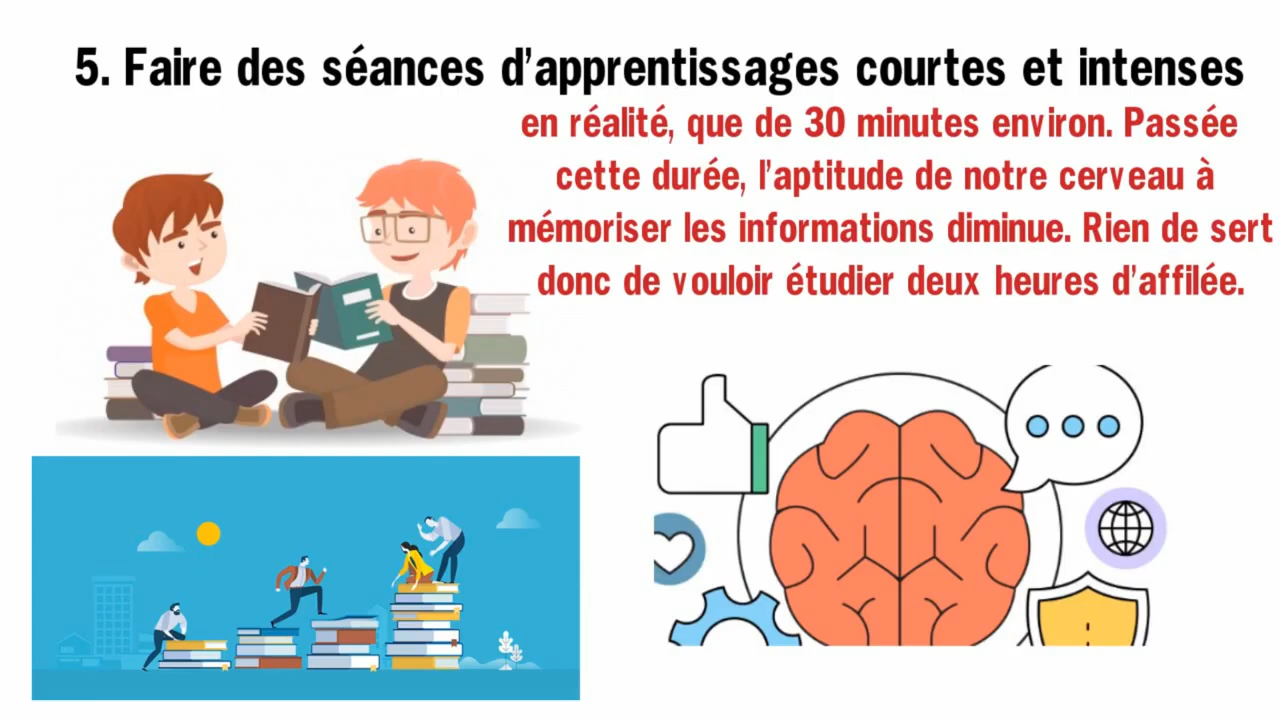 5. Faire des séances d'apprentissages courtes et intenses
en réalité, que de 30 minutes environ. Passée
cette durée, l'aptitude de notre cerveau à
mémoriser les informations diminue. Rien de sert
donc de vouloir étudier deux heures d'affilée.